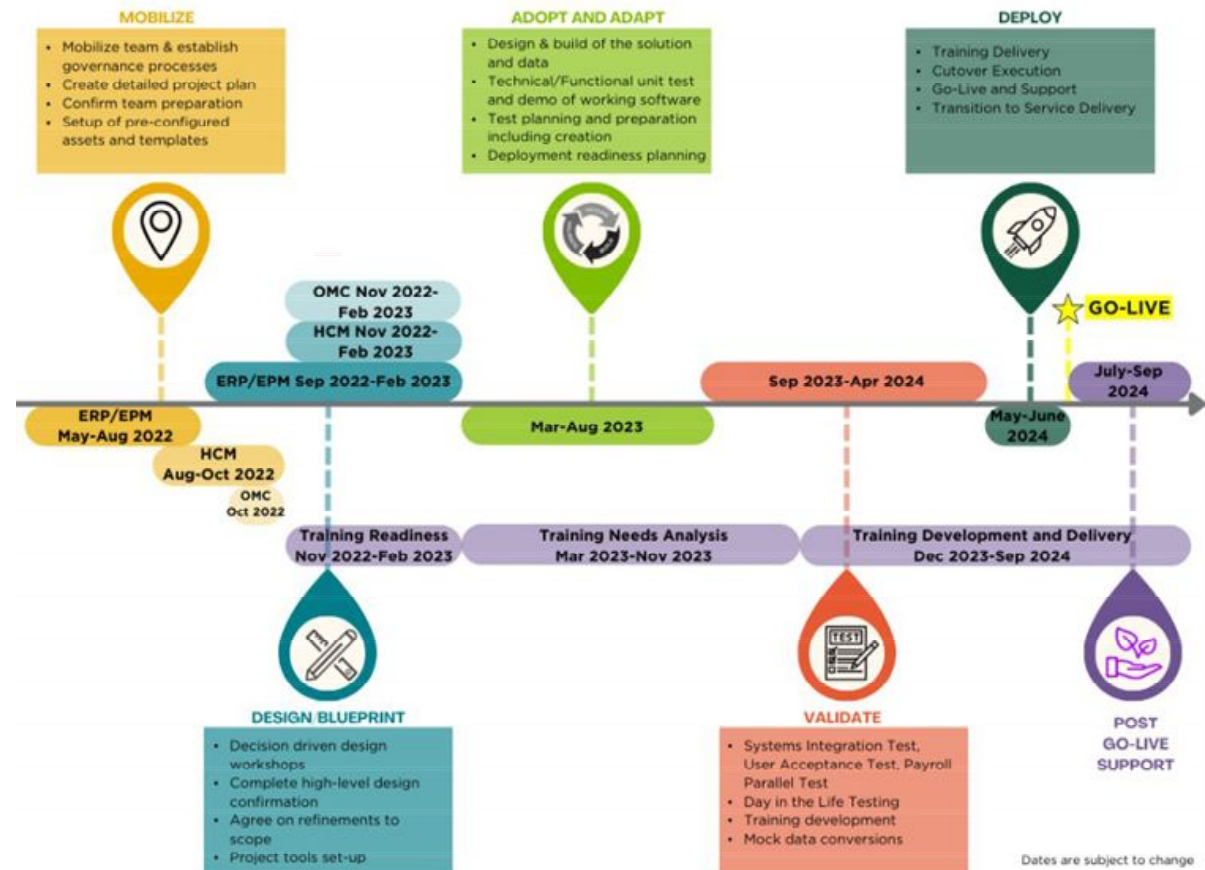 MOBILIZE
• Mobilize team & establish
governance processes
• Create detailed project plan
• Confirm team preparation
• Setup of pre-configured
assets and templates
ADOPT AND ADAPT
• Design & build of the solution
and data
• Technical/Functional unit test
and demo of working software
• Test planning and preparation
including creation
• Deployment readiness planning
DEPLOY
• Training Delivery
• Cutover Execution
• Go-Live and Support
• Transition to Service Delivery
OMC Nov 2022-
Feb 2023
HCM Nov 2022-
Feb 2023
ERP/EPM Sep 2022-Feb 2023
Sep 2023-Apr 2024
GO-LIVE
July-Sep
2024
ERP/EPM
May-Aug 2022
HCM
Aug-Oct 2022
OMC
Oct 2022
Mar-Aug 2023
May-June
2024
Training Readiness
Nov 2022-Feb 2023
Training Needs Analysis
Mar 2023-Nov 2023
Training Development and Delivery
Dec 2023-Sep 2024
TEST
DESIGN BLUEPRINT
• Decision driven design
workshops
• Complete high-level design
confirmation
• Agree on refinements to
scope
• Project tools set-up
VALIDATE
• Systems Integration Test,
User Acceptance Test, Payroll
Parallel Test
• Day in the Life Testing
• Training development
• Mock data conversions
POST
GO-LIVE
SUPPORT
Dates are subject to change